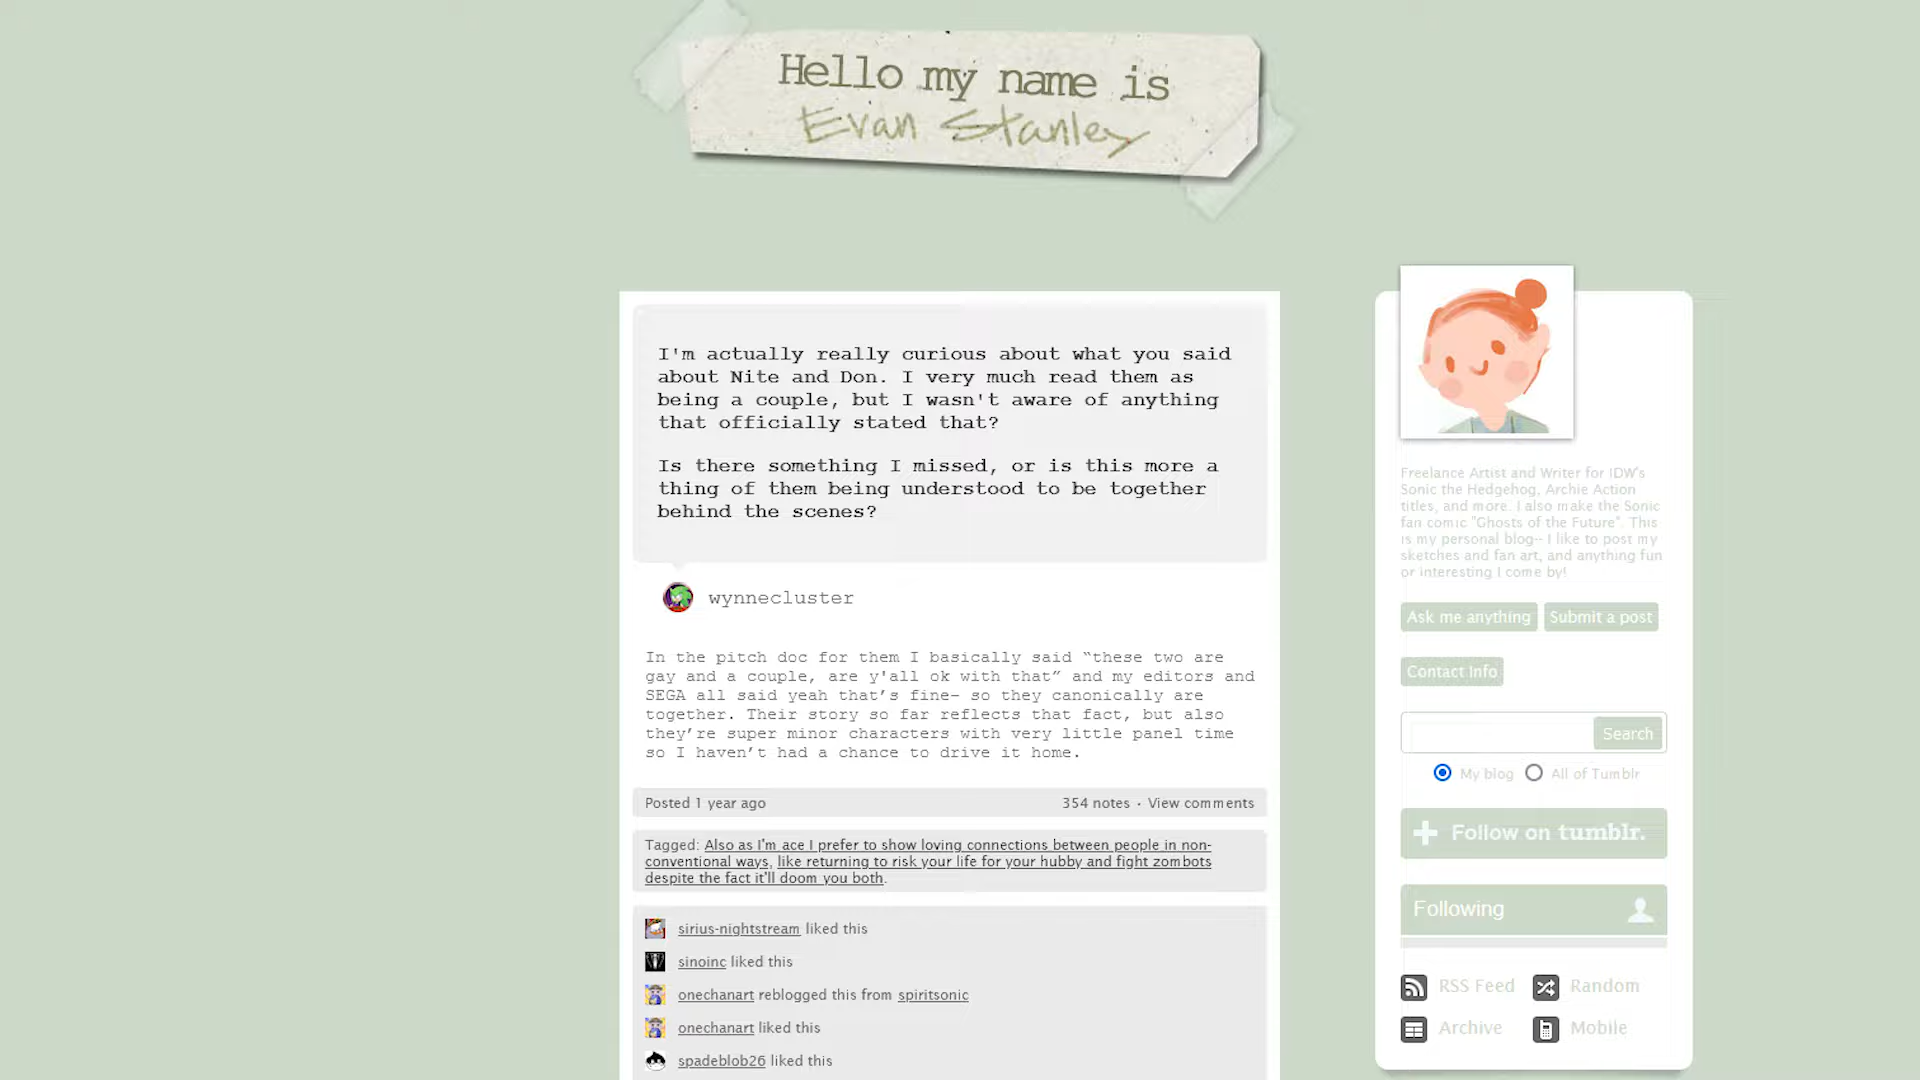 Hello my name is
Evan Stanley
I'm actually really curious about what you said
about Nite and Don. I very much read them as
being a couple, but I wasn't aware of anything
that officially stated that?
Is there something I missed, or is this more a
thing of them being understood to be together
behind the scenes?
wynnecluster
In the pitch doc for them I basically said “these two are
gay and a couple, are y'all ok with that” and my editors and
SEGA all said yeah that’s fine– so they canonically are
together. Their story so far reflects that fact, but also
they’re super minor characters with very little panel time
so I haven’t had a chance to drive it home.
Posted 1 year ago
354 notes • View comments
Tagged: Also as I'm ace I prefer to show loving connections between people in non-
conventional ways, like returning to risk your life for your hubby and fight zombots
despite the fact it'll doom you both.
sirius-nightstream liked this
sinoinc liked this
onechanart reblogged this from spiritsonic
onechanart liked this
spadeblob26 liked this
Freelance Artist and Writer for IDW's
Sonic the Hedgehog, Archie Action
titles, and more. I also make the Sonic
fan comic "Ghosts of the Future". This
is my personal blog-- I like to post my
sketches and fan art, and anything fun
or interesting I come by!
Ask me anything
Submit a post
Contact Info
Search
My blog
All of Tumblr
Follow on tumblr.
Following
RSS Feed
Random
Archive
Mobile